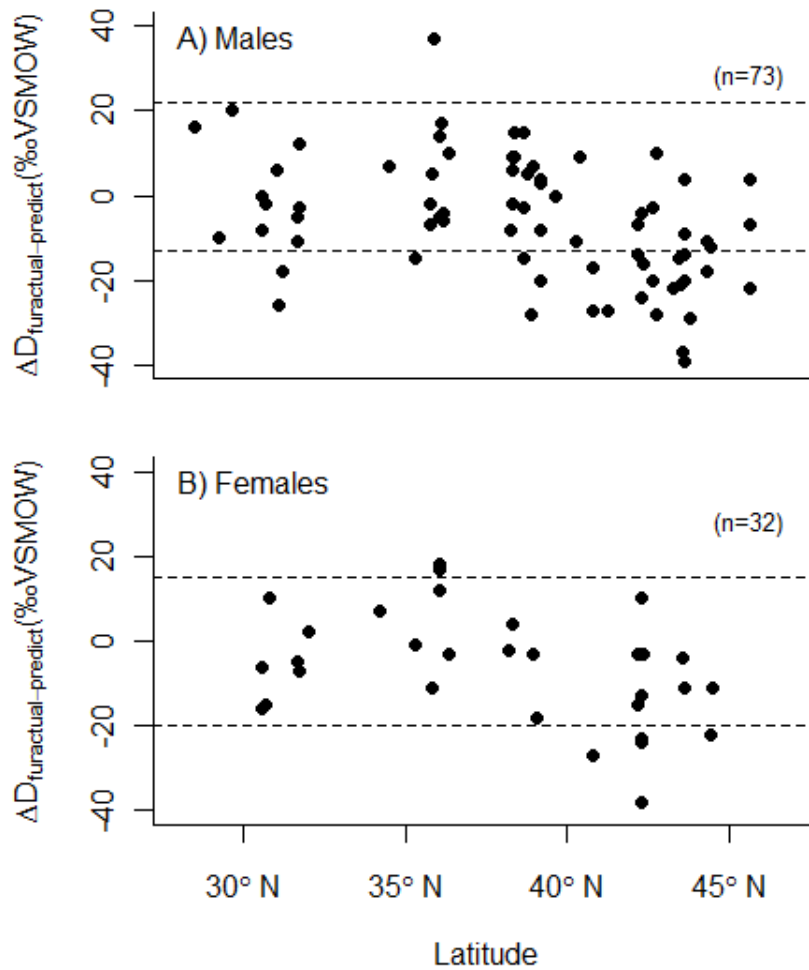 A) Males
(n=73)
40
20
0
-20
-40
ΔDfuractual−predict(‰VSMOW)
B) Females
(n=32)
40
20
0
-20
-40
ΔDfuractual−predict(‰VSMOW)
30° N 35° N 40° N 45° N
Latitude